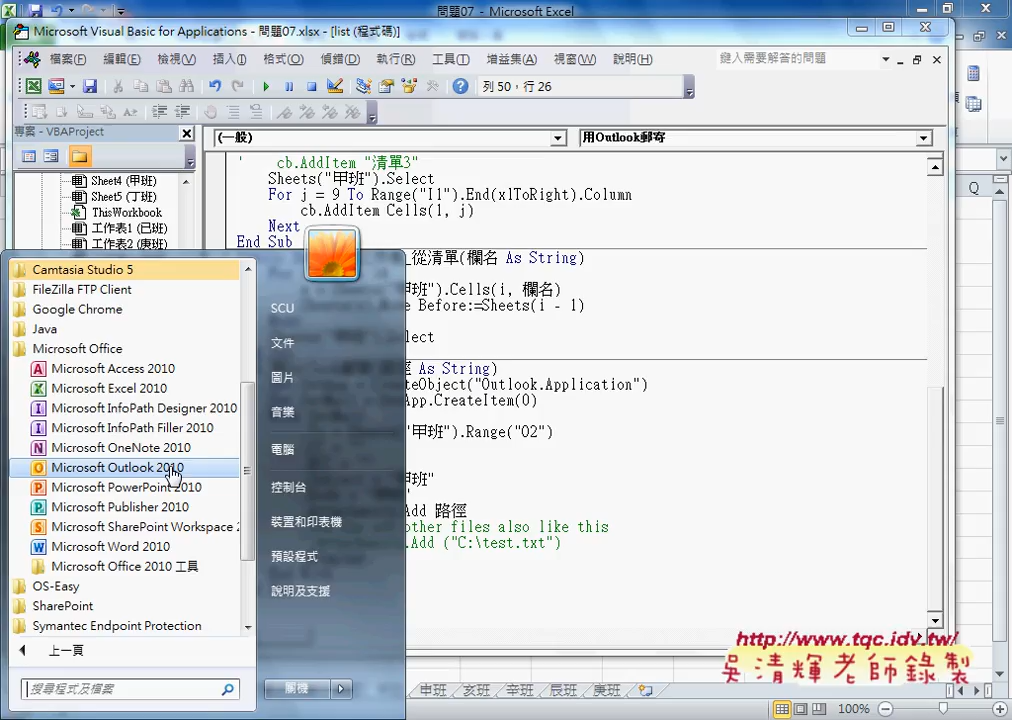 問題07 - Microsoft Excel
Microsoft Visual Basic for Applications - 問題07.xlsx - [list (程式碼)]
檔案(F) 編輯(E) 檢視(V) 插入(I) 格式(O) 偵錯(D) 執行(R) 工具(T) 增益集(A) 視窗(W) 說明(H) 鍵入需要解答的問題
列 50，行 26
專案 - VBAProject
(一般) 用Outlook郵寄
Sheet4 (甲班)
Sheet5 (丁班)
ThisWorkbook
工作表1 (己班)
工作表2 (庚班)
' cb.AddItem "清單3"
Sheets("甲班").Select
For j = 9 To Range("I1").End(xlToRight).Column
cb.AddItem Cells(1, j)
Next
End Sub
從清單(欄名 As String)
班").Cells(i, 欄名)
Before:=Sheets(i - 1)
elect
As String)
eateObject("Outlook.Application")
App.CreateItem(0)
"甲班").Range("O2")
班"
Add 路徑
other files also like this
.Add ("C:\test.txt")
Camtasia Studio 5
FileZilla FTP Client
Google Chrome
Java
Microsoft Office
Microsoft Access 2010
Microsoft Excel 2010
Microsoft InfoPath Designer 2010
Microsoft InfoPath Filler 2010
Microsoft OneNote 2010
Microsoft Outlook 2010
Microsoft PowerPoint 2010
Microsoft Publisher 2010
Microsoft SharePoint Workspace 2
Microsoft Word 2010
Microsoft Office 2010 工具
OS-Easy
SharePoint
Symantec Endpoint Protection
上一頁
搜尋程式及檔案
SCU
文件
圖片
音樂
電腦
控制台
裝置和印表機
預設程式
說明及支援
關機
Q
http://www.tqc.idv.tw/
吳清輝老師錄製
申班 亥班 辛班 辰班 庚班
100%